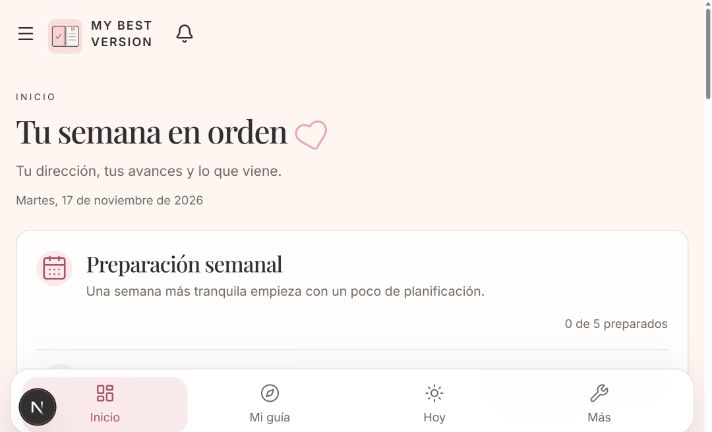 MY BEST
VERSION
INICIO
Tu semana en orden
Tu dirección, tus avances y lo que viene.
Martes, 17 de noviembre de 2026
Preparación semanal
Una semana más tranquila empieza con un poco de planificación.
0 de 5 preparados
N
Inicio
Mi guía
Hoy
Más